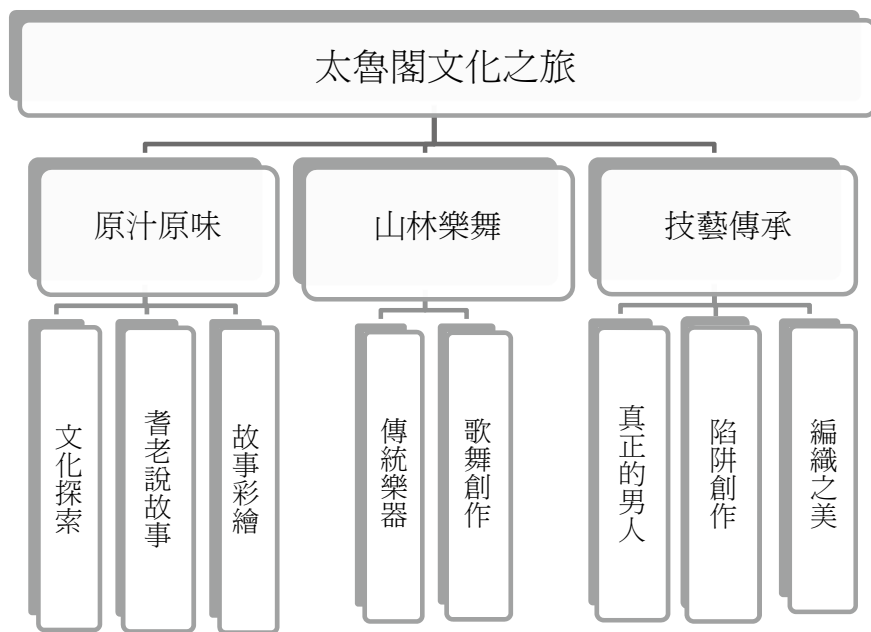 太魯閣文化之旅
原汁原味
山林樂舞
技藝傳承
文化探索
耆老說故事
故事彩繪
傳統樂器
歌舞創作
真正的男人
陷阱創作
編織之美